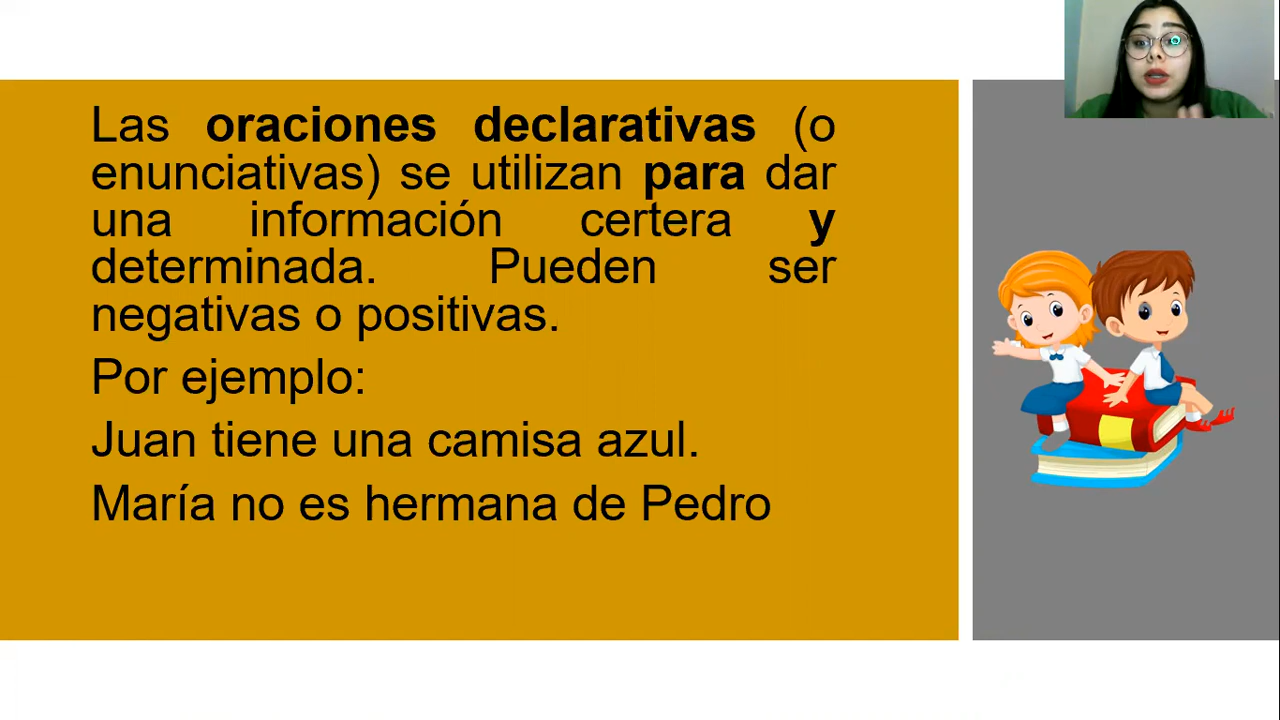 Las oraciones declarativas (o
enunciativas) se utilizan para dar
una información certera y
determinada. Pueden ser
negativas o positivas.
Por ejemplo:
Juan tiene una camisa azul.
María no es hermana de Pedro